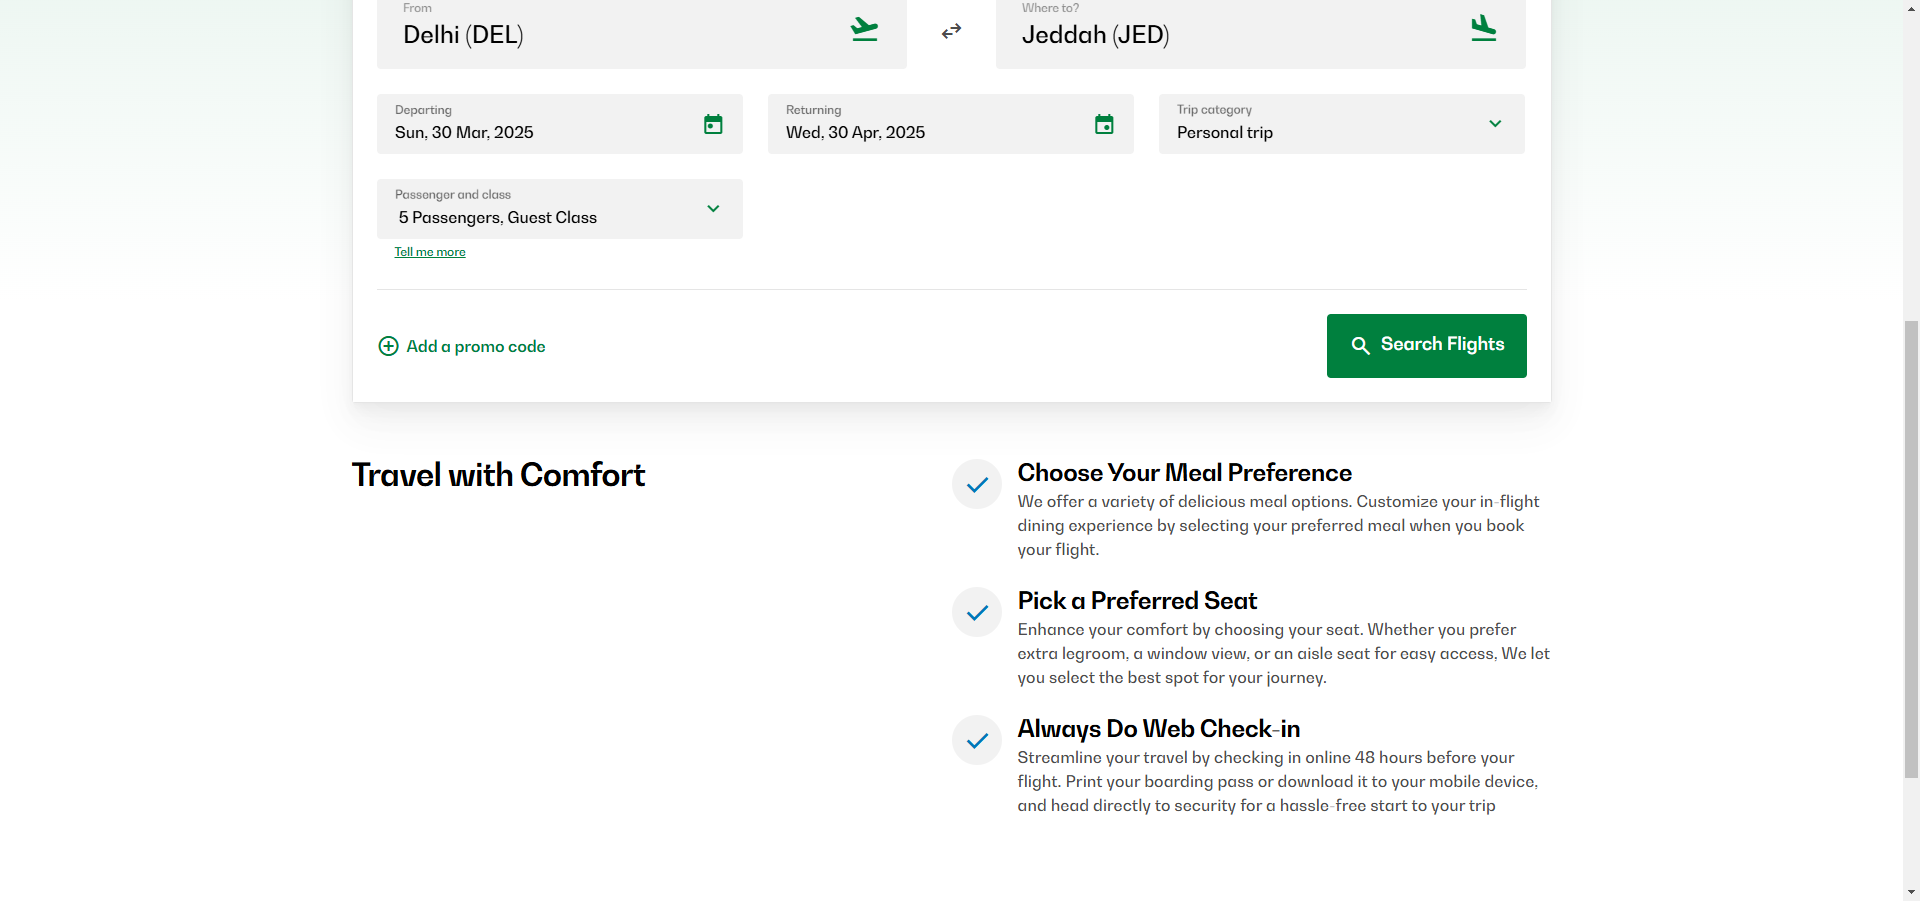 From
Delhi (DEL)
Where to?
Jeddah (JED)
Departing
Sun, 30 Mar, 2025
Returning
Wed, 30 Apr, 2025
Trip category
Personal trip
Passenger and class
5 Passengers, Guest Class
Tell me more
Add a promo code
Search Flights
Travel with Comfort
Choose Your Meal Preference
We offer a variety of delicious meal options. Customize your in-flight
dining experience by selecting your preferred meal when you book
your flight.
Pick a Preferred Seat
Enhance your comfort by choosing your seat. Whether you prefer
extra legroom, a window view, or an aisle seat for easy access, We let
you select the best spot for your journey.
Always Do Web Check-in
Streamline your travel by checking in online 48 hours before your
flight. Print your boarding pass or download it to your mobile device,
and head directly to security for a hassle-free start to your trip